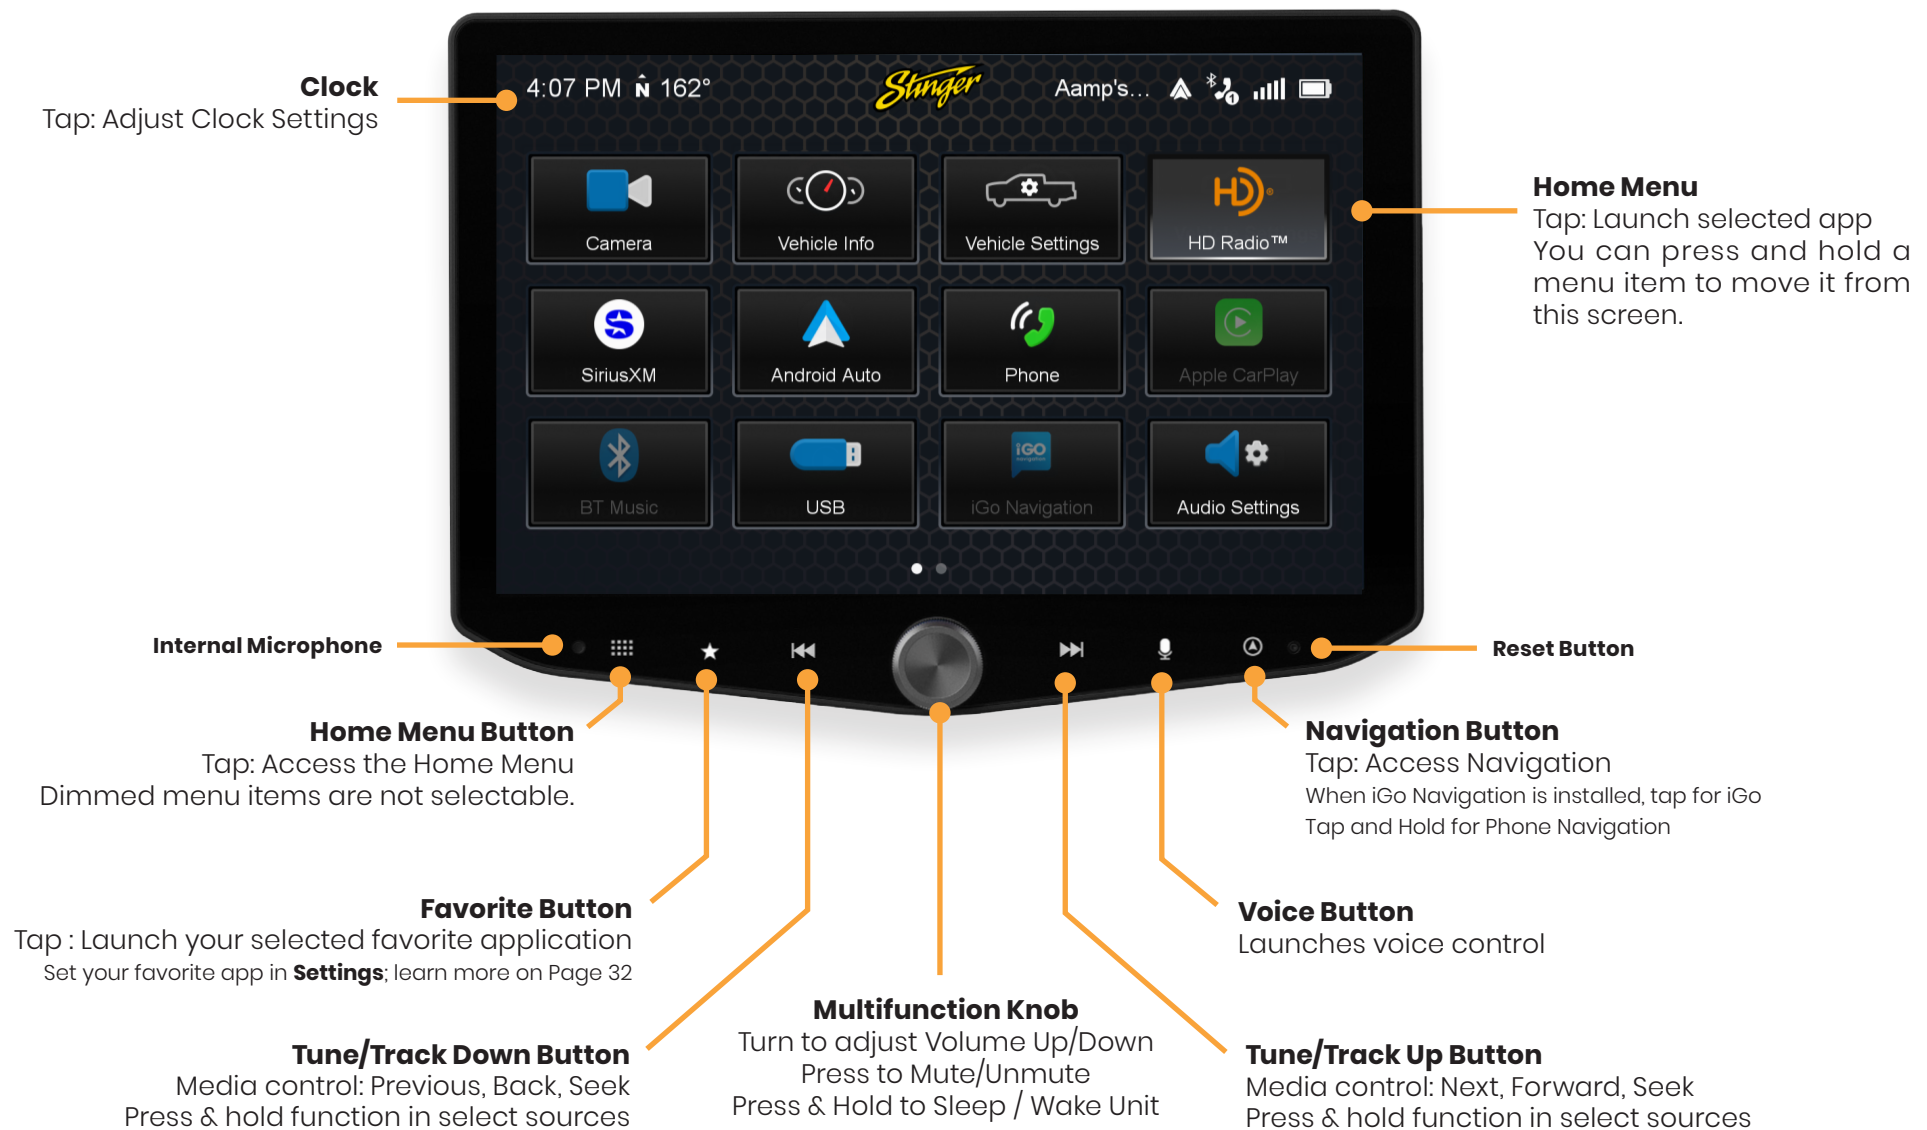 Clock
Tap: Adjust Clock Settings
4:07 PM N 162°
Stinger
Aamp's...
1
Camera
Vehicle Info
Vehicle Settings
HD®
HD Radio™
Home Menu
Tap: Launch selected app
You can press and hold a
menu item to move it from
this screen.
S
SiriusXM
Android Auto
Phone
Apple CarPlay
BT Music
USB
iGO
navigation
iGo Navigation
Audio Settings
Internal Microphone
Reset Button
Home Menu Button
Tap: Access the Home Menu
Dimmed menu items are not selectable.
Navigation Button
Tap: Access Navigation
When iGo Navigation is installed, tap for iGo
Tap and Hold for Phone Navigation
Favorite Button
Tap : Launch your selected favorite application
Set your favorite app in Settings; learn more on Page 32
Voice Button
Launches voice control
Tune/Track Down Button
Media control: Previous, Back, Seek
Press & hold function in select sources
Multifunction Knob
Turn to adjust Volume Up/Down
Press to Mute/Unmute
Press & Hold to Sleep / Wake Unit
Tune/Track Up Button
Media control: Next, Forward, Seek
Press & hold function in select sources